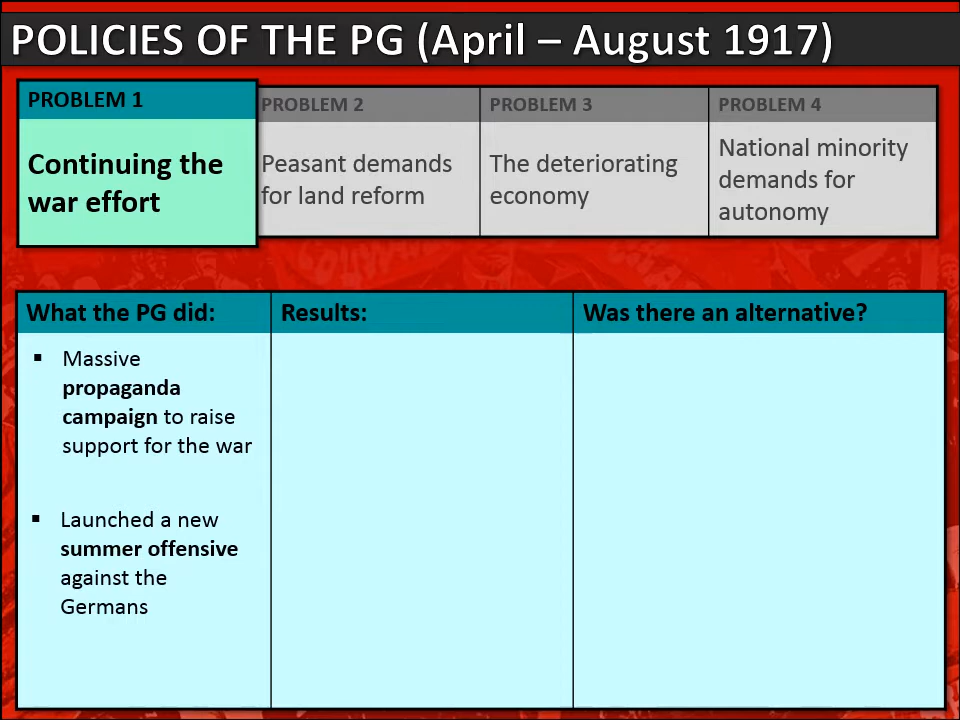 POLICIES OF THE PG (April – August 1917)
PROBLEM 1
Continuing the
war effort
PROBLEM 2
Peasant demands
for land reform
PROBLEM 3
The deteriorating
economy
PROBLEM 4
National minority
demands for
autonomy
What the PG did:
Results:
Was there an alternative?
▪ Massive
propaganda
campaign to raise
support for the war
▪ Launched a new
summer offensive
against the
Germans